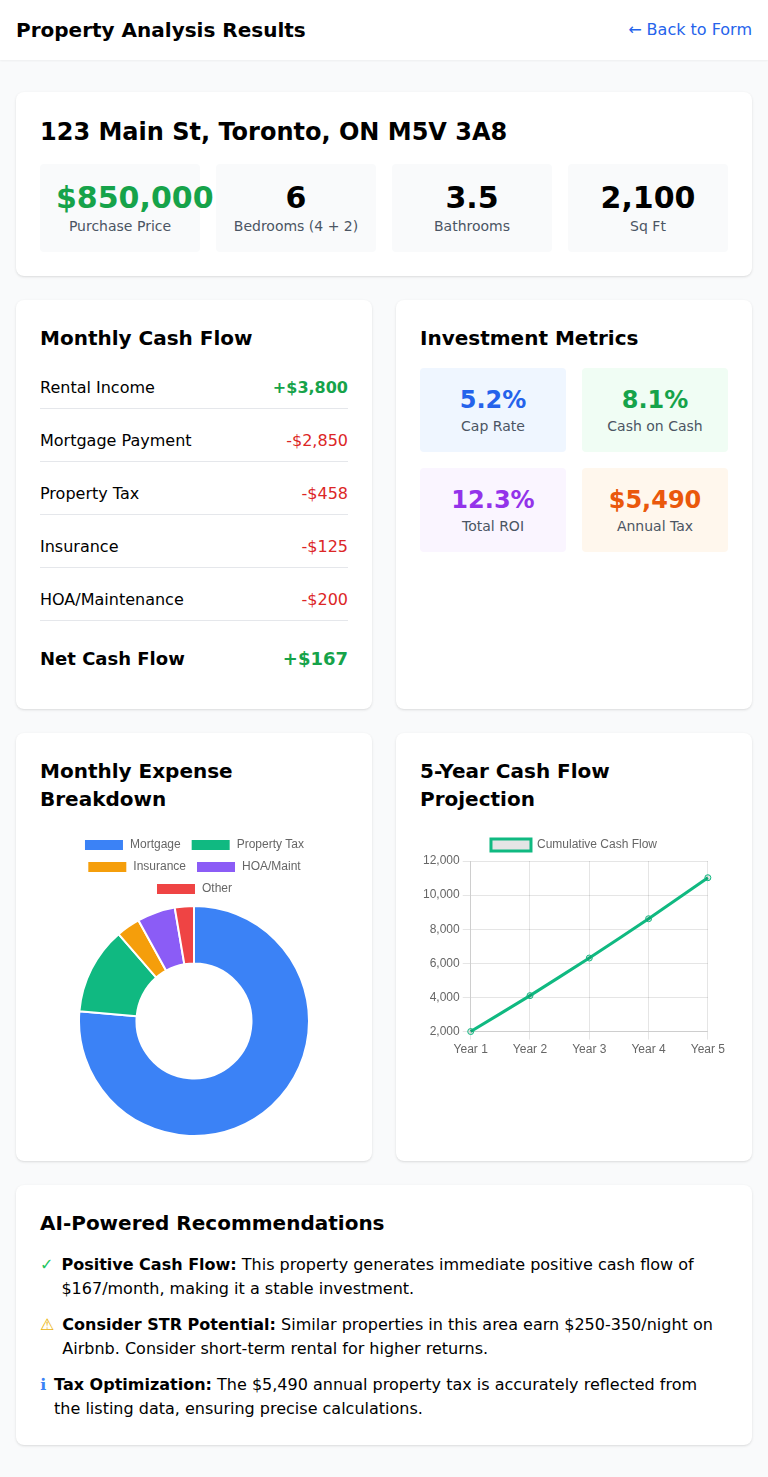 Property Analysis Results
← Back to Form
123 Main St, Toronto, ON M5V 3A8
$850,000
Purchase Price
6
Bedrooms (4 + 2)
3.5
Bathrooms
2,100
Sq Ft
Monthly Cash Flow
Rental Income +$3,800
Mortgage Payment -$2,850
Property Tax -$458
Insurance -$125
HOA/Maintenance -$200
Net Cash Flow +$167
Investment Metrics
5.2%
Cap Rate
8.1%
Cash on Cash
12.3%
Total ROI
$5,490
Annual Tax
Monthly Expense
Breakdown
Mortgage Property Tax
Insurance HOA/Maint
Other
5-Year Cash Flow
Projection
Cumulative Cash Flow
12,000
10,000
8,000
6,000
4,000
2,000
Year 1 Year 2 Year 3 Year 4 Year 5
AI-Powered Recommendations
✓ Positive Cash Flow: This property generates immediate positive cash flow of
$167/month, making it a stable investment.
⚠ Consider STR Potential: Similar properties in this area earn $250-350/night on
Airbnb. Consider short-term rental for higher returns.
ℹ Tax Optimization: The $5,490 annual property tax is accurately reflected from
the listing data, ensuring precise calculations.